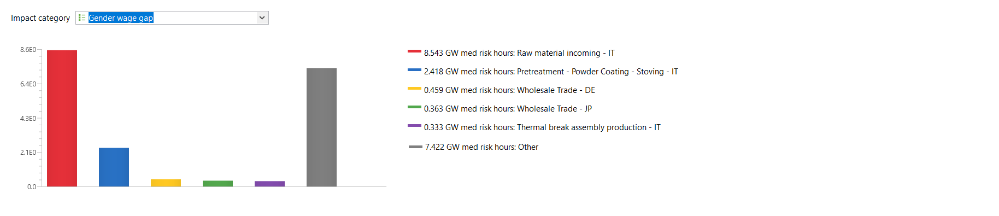 Impact category Gender wage gap
8.6E0
6.4E0
4.3E0
2.1E0
0.0
8.543 GW med risk hours: Raw material incoming - IT
2.418 GW med risk hours: Pretreatment - Powder Coating - Stoving - IT
0.459 GW med risk hours: Wholesale Trade - DE
0.363 GW med risk hours: Wholesale Trade - JP
0.333 GW med risk hours: Thermal break assembly production - IT
7.422 GW med risk hours: Other